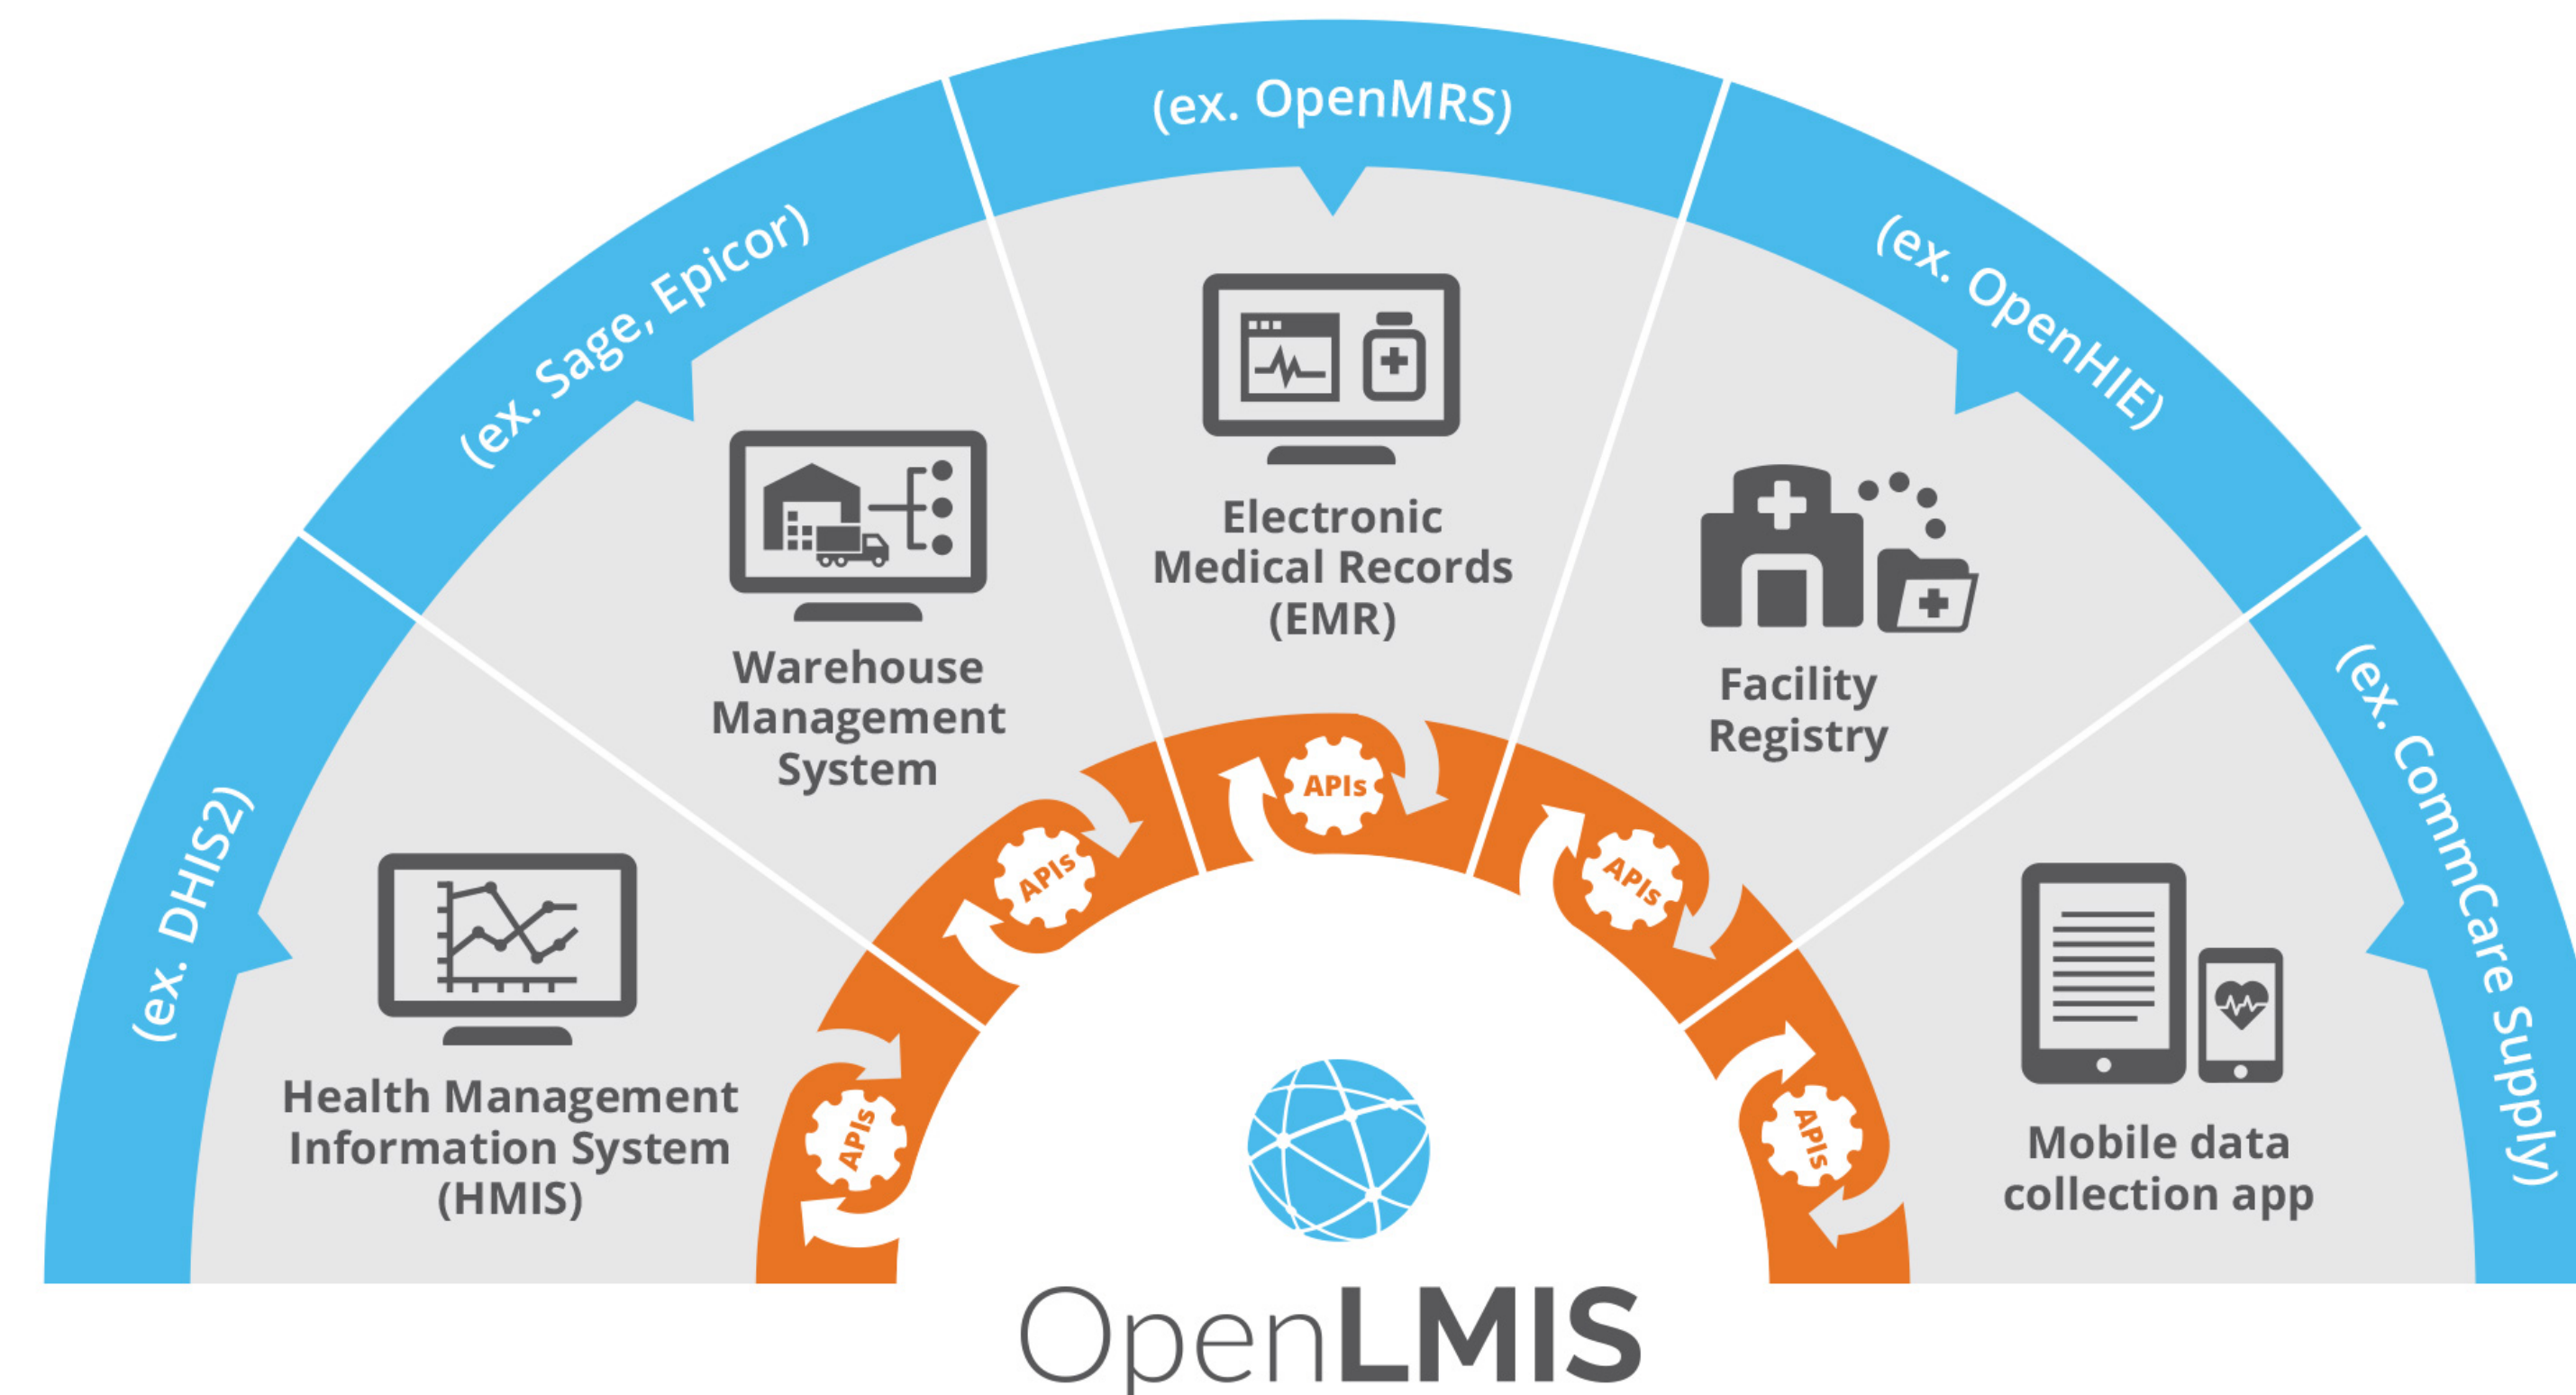 (ex. DHIS2)
Health Management
Information System
(HMIS)
(ex. Sage, Epicor)
Warehouse
Management
System
(ex. OpenMRS)
Electronic
Medical Records
(EMR)
(ex. OpenHIE)
Facility
Registry
(ex. CommCare Supply)
Mobile data
collection app
APIs
APIs
APIs
APIs
APIs
OpenLMIS